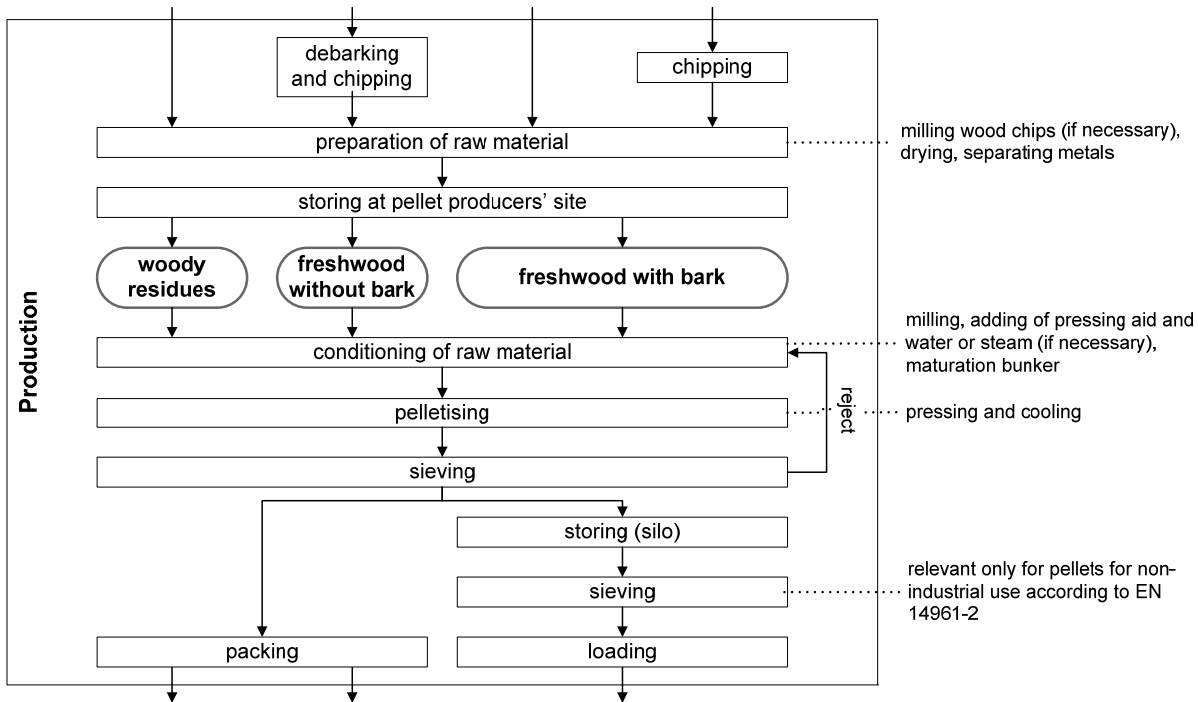 debarking
and chipping
chipping
preparation of raw material
milling wood chips (if necessary),
drying, separating metals
storing at pellet producers’ site
woody
residues
freshwood
without bark
freshwood with bark
Production
conditioning of raw material
milling, adding of pressing aid and
water or steam (if necessary),
maturation bunker
reject
pelletising
pressing and cooling
sieving
storing (silo)
sieving
relevant only for pellets for non-
industrial use according to EN
14961-2
packing
loading